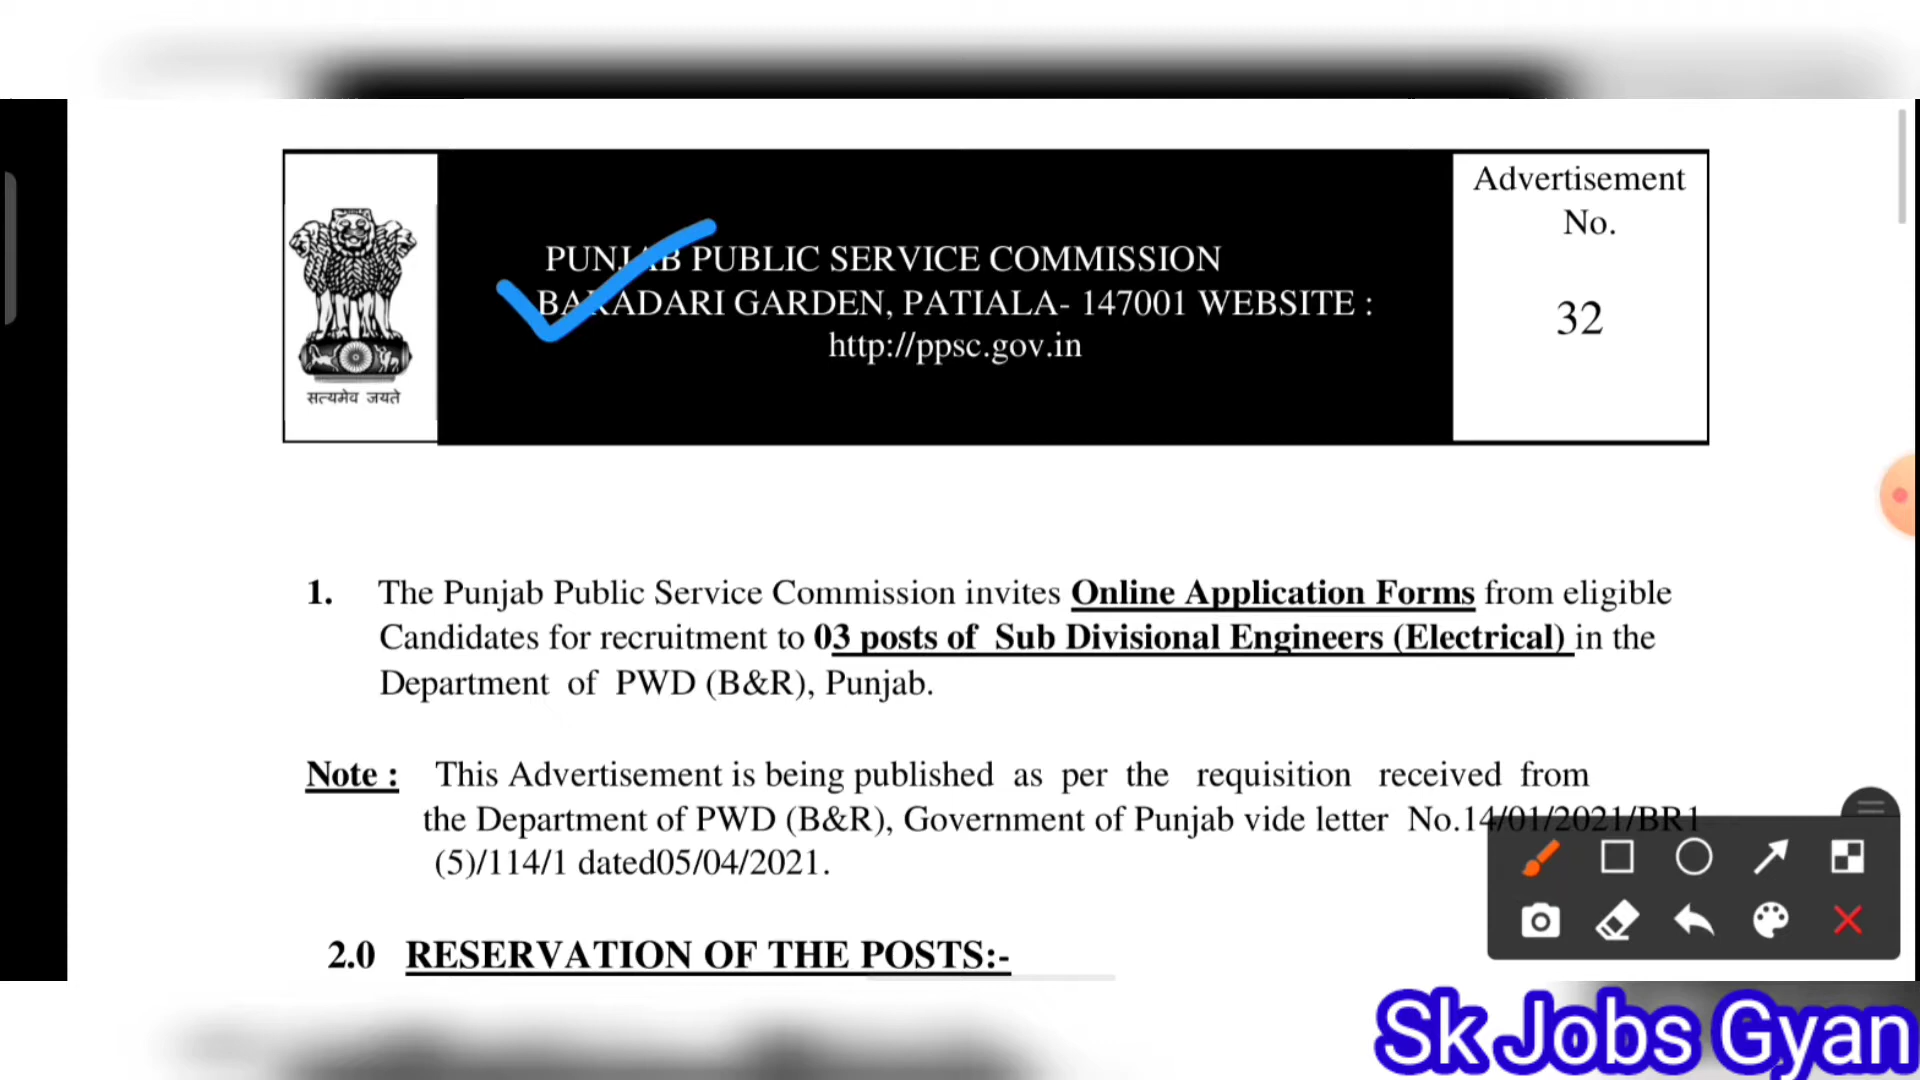 Advertisement
No.
32
PUNJAB PUBLIC SERVICE COMMISSION
BARADARI GARDEN, PATIALA- 147001 WEBSITE :
http://ppsc.gov.in
सत्यमेव जयते
1. The Punjab Public Service Commission invites Online Application Forms from eligible
Candidates for recruitment to 03 posts of Sub Divisional Engineers (Electrical) in the
Department of PWD (B&R), Punjab.
Note : This Advertisement is being published as per the requisition received from
the Department of PWD (B&R), Government of Punjab vide letter No.14/01/2021/BR1
(5)/114/1 dated05/04/2021.
2.0 RESERVATION OF THE POSTS:-
Sk Jobs Gyan